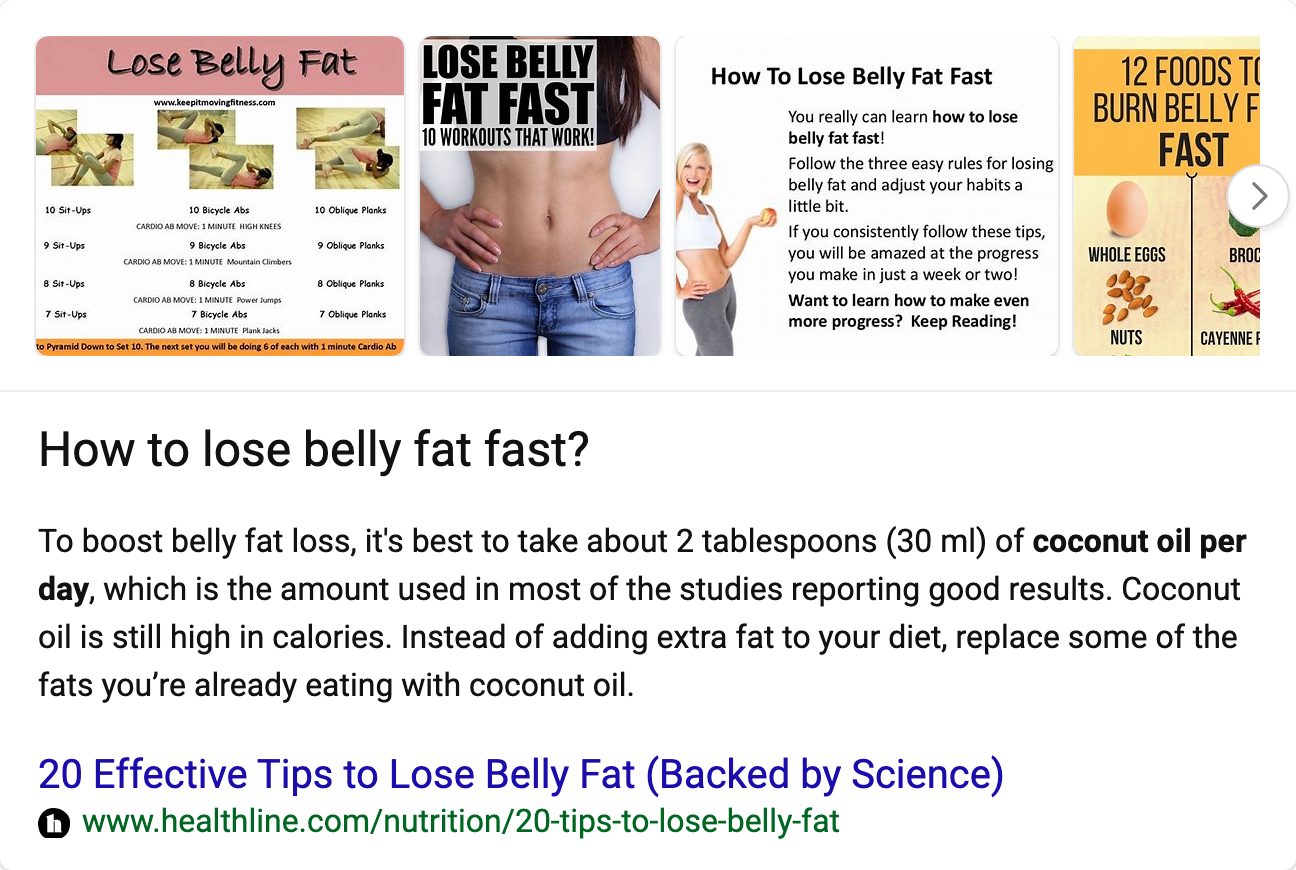 Lose Belly Fat
www.keepitmovingfitness.com
10 Sit-Ups 10 Bicycle Abs 10 Oblique Planks
CARDIO AB MOVE: 1 MINUTE HIGH KNEES
9 Sit-Ups 9 Bicycle Abs 9 Oblique Planks
CARDIO AB MOVE: 1 MINUTE Mountain Climbers
8 Sit-Ups 8 Bicycle Abs 8 Oblique Planks
CARDIO AB MOVE: 1 MINUTE Power Jumps
7 Sit-Ups 7 Bicycle Abs 7 Oblique Planks
CARDIO AB MOVE: 1 MINUTE Plank Jacks
to Pyramid Down to Set 10. The next set you will be doing 6 of each with 1 minute Cardio Ab
LOSE BELLY
FAT FAST
10 WORKOUTS THAT WORK!
How To Lose Belly Fat Fast
You really can learn how to lose
belly fat fast!
Follow the three easy rules for losing
belly fat and adjust your habits a
little bit.
If you consistently follow these tips,
you will be amazed at the progress
you make in just a week or two!
Want to learn how to make even
more progress? Keep Reading!
12 FOODS TO
BURN BELLY F
FAST
WHOLE EGGS BROC
NUTS CAYENNE P
How to lose belly fat fast?
To boost belly fat loss, it's best to take about 2 tablespoons (30 ml) of coconut oil per
day, which is the amount used in most of the studies reporting good results. Coconut
oil is still high in calories. Instead of adding extra fat to your diet, replace some of the
fats you’re already eating with coconut oil.
20 Effective Tips to Lose Belly Fat (Backed by Science)
h www.healthline.com/nutrition/20-tips-to-lose-belly-fat